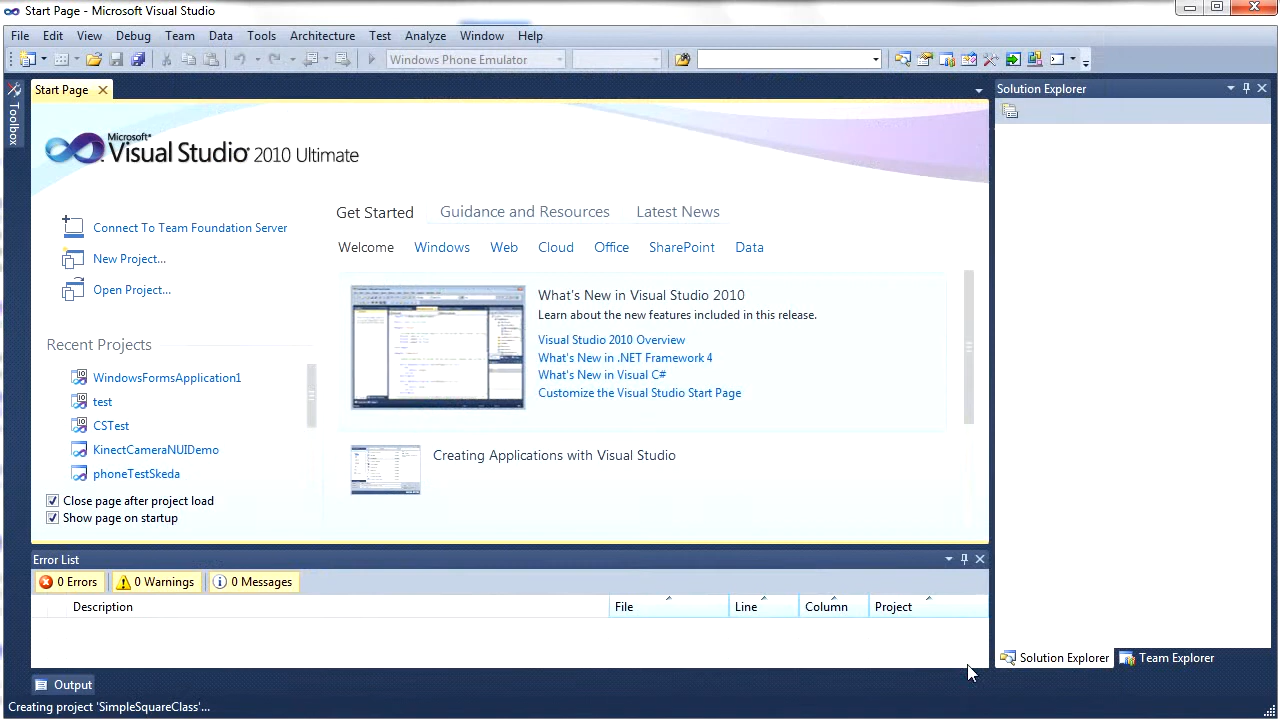 Start Page - Microsoft Visual Studio
File Edit View Debug Team Data Tools Architecture Test Analyze Window Help
Windows Phone Emulator
Toolbox
Start Page
Solution Explorer
Microsoft®
Visual Studio® 2010 Ultimate
Connect To Team Foundation Server
New Project...
Open Project...
Recent Projects
WindowsFormsApplication1
test
CSTest
KinectCameraNUIDemo
phoneTestSkeda
Close page after project load
Show page on startup
Get Started Guidance and Resources Latest News
Welcome Windows Web Cloud Office SharePoint Data
What's New in Visual Studio 2010
Learn about the new features included in this release.
Visual Studio 2010 Overview
What's New in .NET Framework 4
What's New in Visual C#
Customize the Visual Studio Start Page
Creating Applications with Visual Studio
Error List
0 Errors 0 Warnings 0 Messages
Description File Line Column Project
Solution Explorer Team Explorer
Output
Creating project 'SimpleSquareClass'...